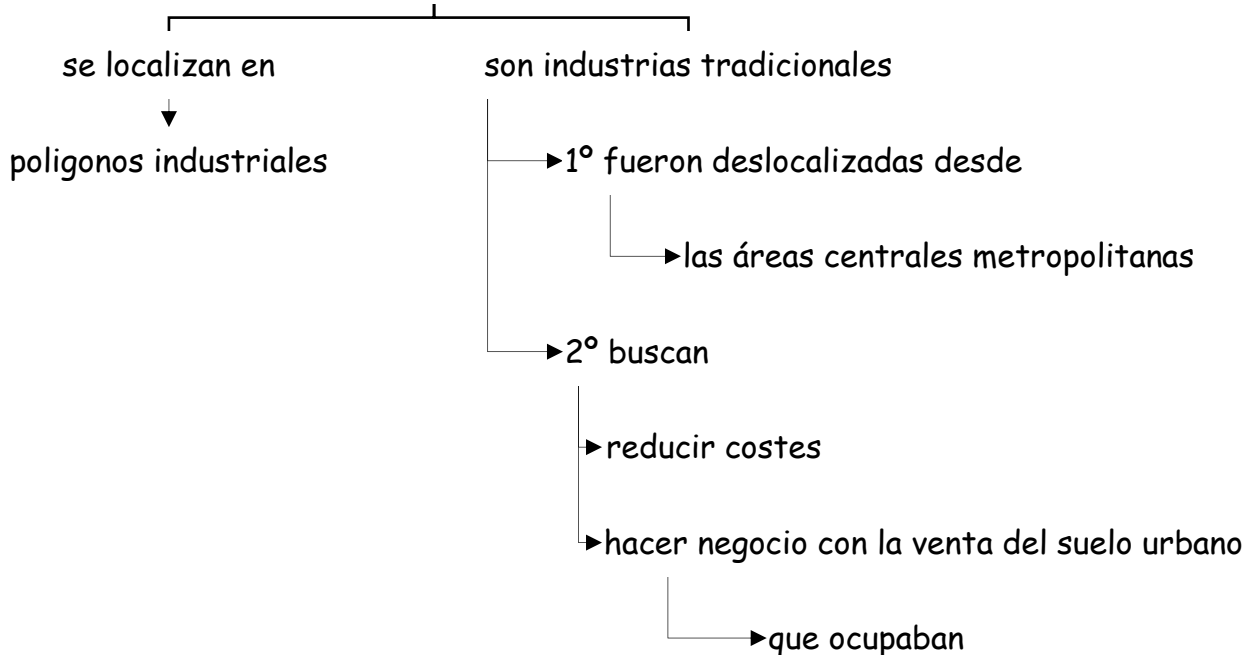 se localizan en
son industrias tradicionales
poligonos industriales
1º fueron deslocalizadas desde
las áreas centrales metropolitanas
2º buscan
reducir costes
hacer negocio con la venta del suelo urbano
que ocupaban